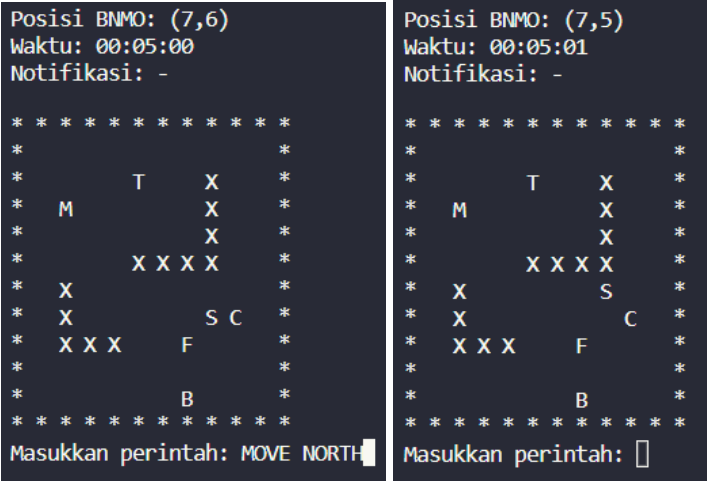 Posisi BNMO: (7,6)
Waktu: 00:05:00
Notifikasi: -
* * * * * * * * * * * *
*                     *
*         T     X     *
*   M           X     *
*               X     *
*         X X X X     *
*   X                 *
*   X           S C   *
*   X X X     F       *
*                     *
*             B       *
* * * * * * * * * * * *
Masukkan perintah: MOVE NORTH
Posisi BNMO: (7,5)
Waktu: 00:05:01
Notifikasi: -
* * * * * * * * * * * *
*                     *
*         T     X     *
*   M           X     *
*               X     *
*         X X X X     *
*   X           S     *
*   X             C   *
*   X X X     F       *
*                     *
*             B       *
* * * * * * * * * * * *
Masukkan perintah: